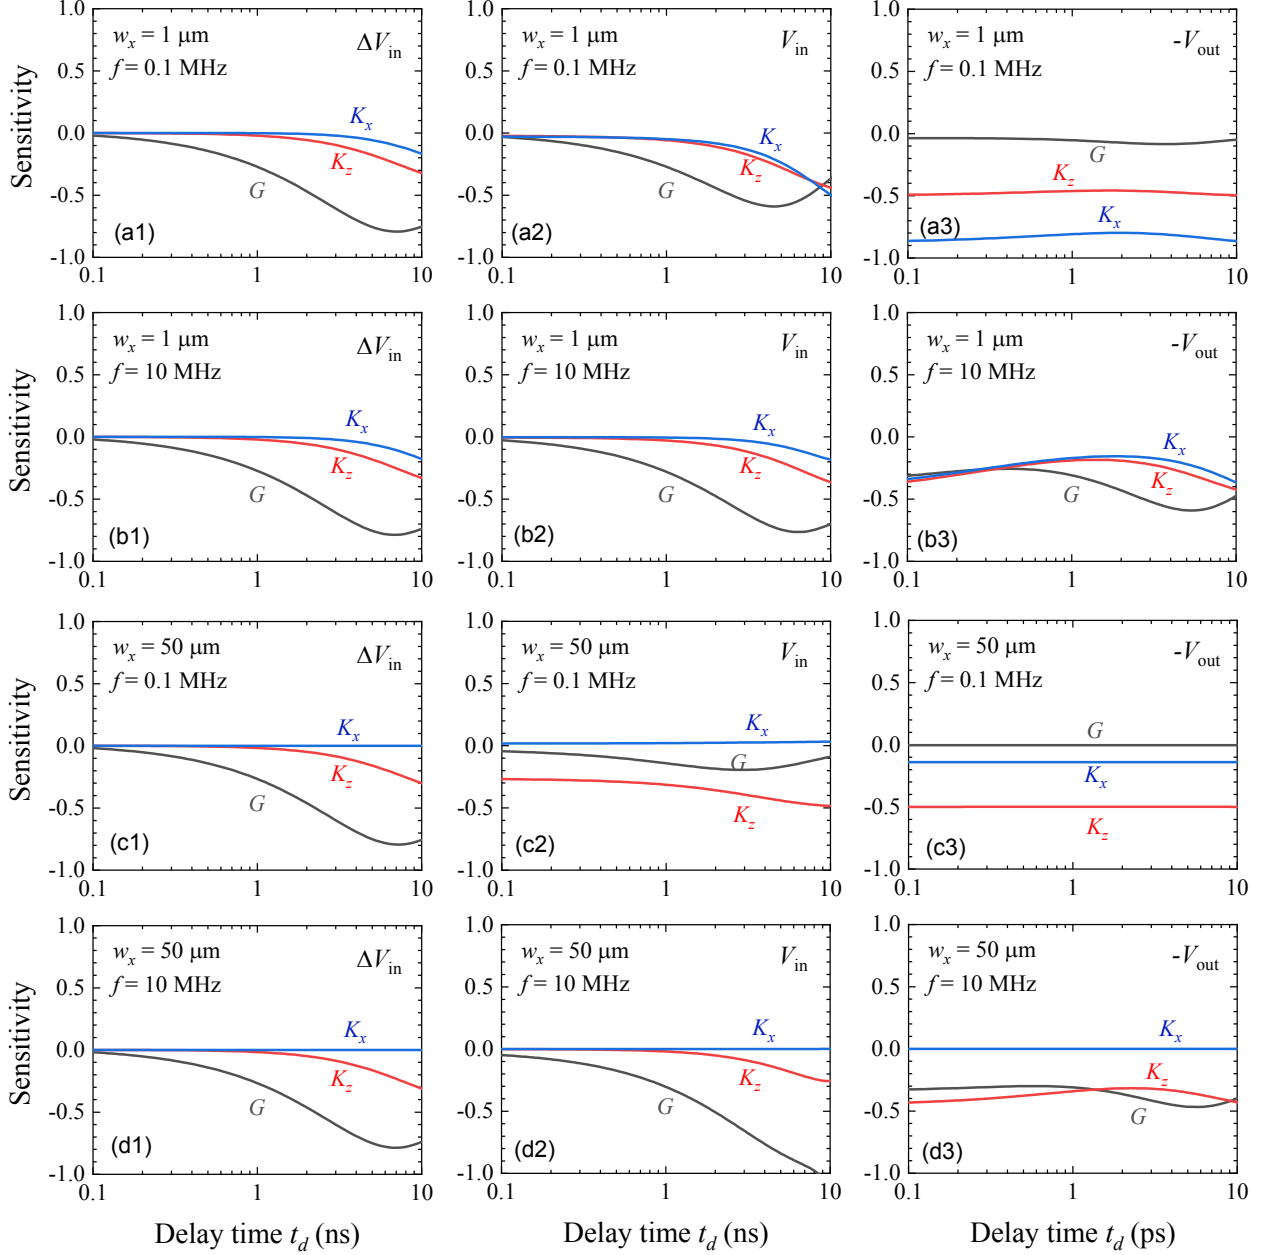 1.0
0.5
0.0
-0.5
-1.0
Sensitivity
w_x = 1 μm
f = 0.1 MHz
ΔV_in
K_x
K_z
G
(a1)
0.1 1 10
1.0
0.5
0.0
-0.5
-1.0
w_x = 1 μm
f = 0.1 MHz
V_in
K_x
K_z
G
(a2)
0.1 1 10
1.0
0.5
0.0
-0.5
-1.0
w_x = 1 μm
f = 0.1 MHz
-V_out
G
K_z
K_x
(a3)
0.1 1 10
1.0
0.5
0.0
-0.5
-1.0
Sensitivity
w_x = 1 μm
f = 10 MHz
ΔV_in
K_x
K_z
G
(b1)
0.1 1 10
1.0
0.5
0.0
-0.5
-1.0
w_x = 1 μm
f = 10 MHz
V_in
K_x
K_z
G
(b2)
0.1 1 10
1.0
0.5
0.0
-0.5
-1.0
w_x = 1 μm
f = 10 MHz
-V_out
K_x
K_z
G
(b3)
0.1 1 10
1.0
0.5
0.0
-0.5
-1.0
Sensitivity
w_x = 50 μm
f = 0.1 MHz
ΔV_in
K_x
K_z
G
(c1)
0.1 1 10
1.0
0.5
0.0
-0.5
-1.0
w_x = 50 μm
f = 0.1 MHz
V_in
K_x
G
K_z
(c2)
0.1 1 10
1.0
0.5
0.0
-0.5
-1.0
w_x = 50 μm
f = 0.1 MHz
-V_out
G
K_x
K_z
(c3)
0.1 1 10
1.0
0.5
0.0
-0.5
-1.0
Sensitivity
w_x = 50 μm
f = 10 MHz
ΔV_in
K_x
K_z
G
(d1)
0.1 1 10
Delay time t_d (ns)
1.0
0.5
0.0
-0.5
-1.0
w_x = 50 μm
f = 10 MHz
V_in
K_x
K_z
G
(d2)
0.1 1 10
Delay time t_d (ns)
1.0
0.5
0.0
-0.5
-1.0
w_x = 50 μm
f = 10 MHz
-V_out
K_x
K_z
G
(d3)
0.1 1 10
Delay time t_d (ps)